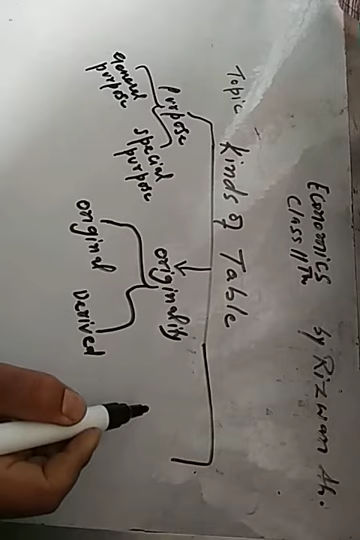 Economics by Rizwan Ah.
Class 11th
Topic Kinds of Table
Purpose
General purpose
Special purpose
Originality
Original
Derived